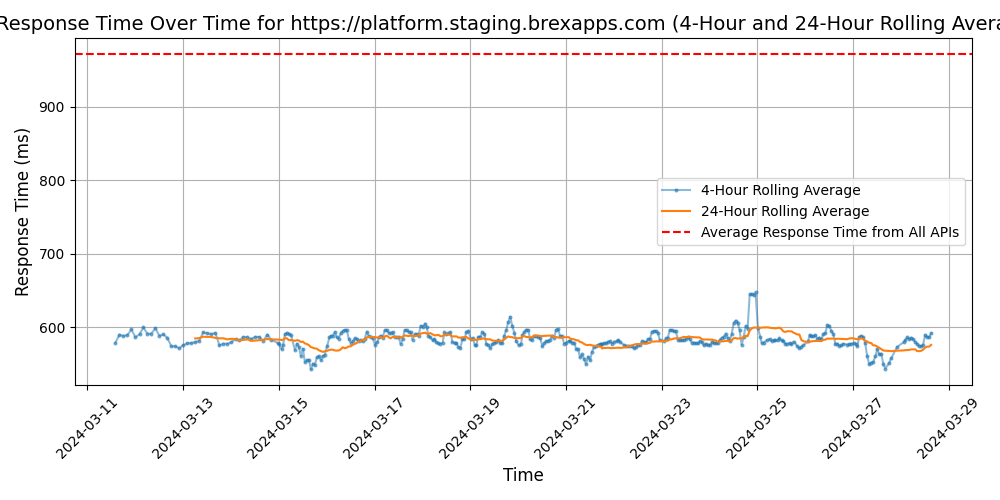 Response Time Over Time for https://platform.staging.brexapps.com (4-Hour and 24-Hour Rolling Avera
Response Time (ms)
900
800
700
600
4-Hour Rolling Average
24-Hour Rolling Average
Average Response Time from All APIs
2024-03-11
2024-03-13
2024-03-15
2024-03-17
2024-03-19
2024-03-21
2024-03-23
2024-03-25
2024-03-27
2024-03-29
Time